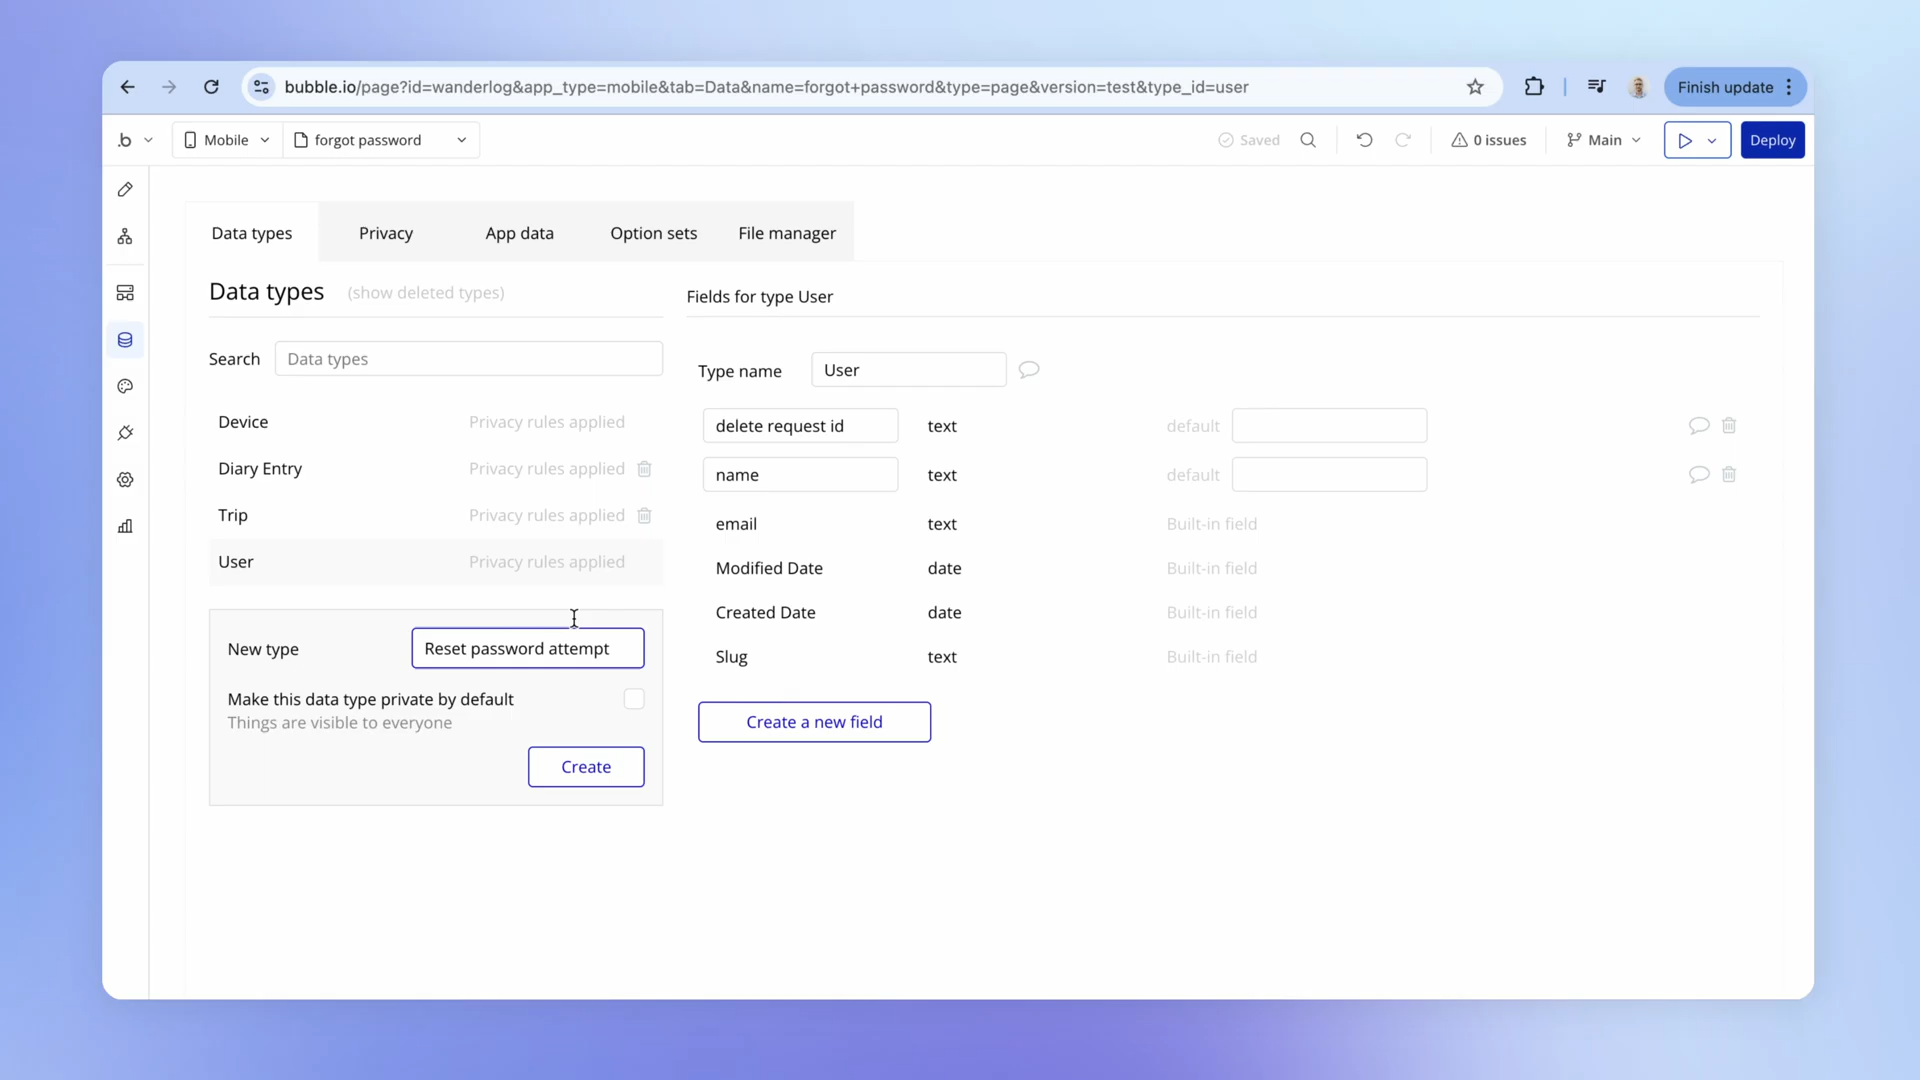 bubble.io/page?id=wanderlog&app_type=mobile&tab=Data&name=forgot+password&type=page&version=test&type_id=user
Finish update
Mobile
forgot password
Saved
0 issues
Main
Deploy
Data types
Privacy
App data
Option sets
File manager
Data types (show deleted types)
Search
Data types
Device Privacy rules applied
Diary Entry Privacy rules applied
Trip Privacy rules applied
User Privacy rules applied
New type
Reset password attempt
Make this data type private by default
Things are visible to everyone
Create
Fields for type User
Type name User
delete request id text default
name text default
email text Built-in field
Modified Date date Built-in field
Created Date date Built-in field
Slug text Built-in field
Create a new field